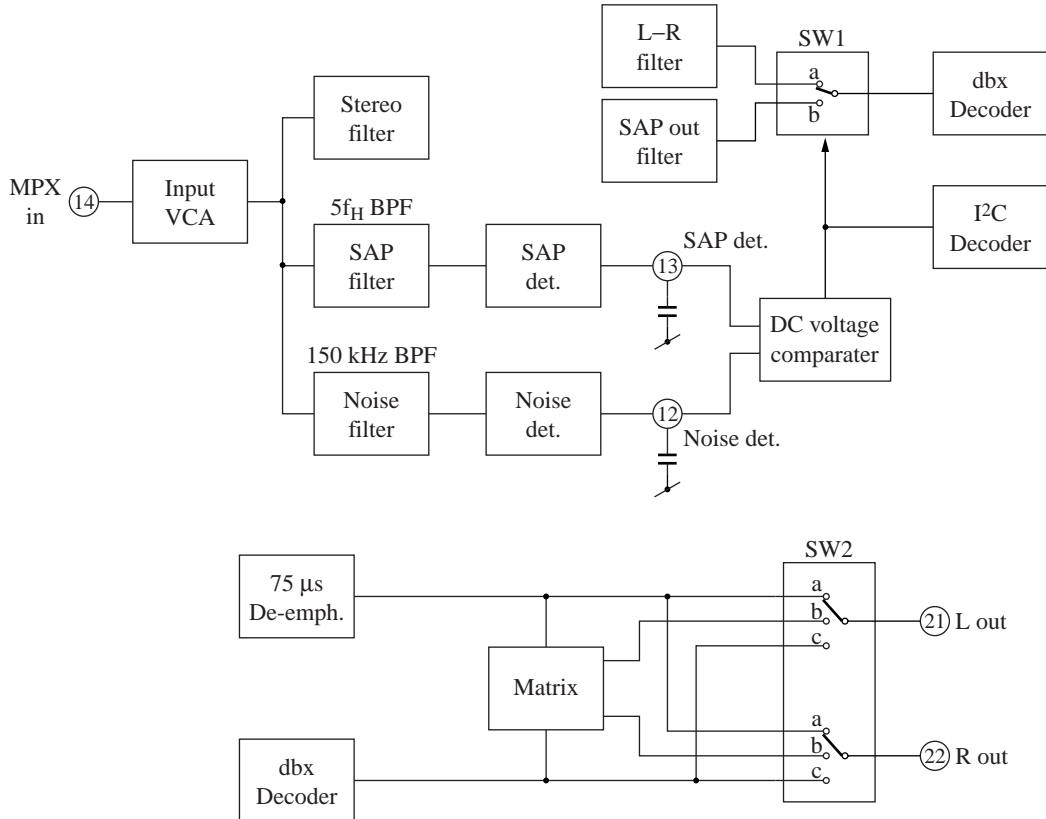 L–R
filter
SW1
a
b
dbx
Decoder
Stereo
filter
SAP out
filter
MPX
in
14
Input
VCA
5fH BPF
SAP
filter
SAP
det.
13
SAP det.
I²C
Decoder
DC voltage
comparater
150 kHz BPF
Noise
filter
Noise
det.
12
Noise det.
SW2
75 μs
De-emph.
a
b
c
21 L out
Matrix
a
b
c
22 R out
dbx
Decoder